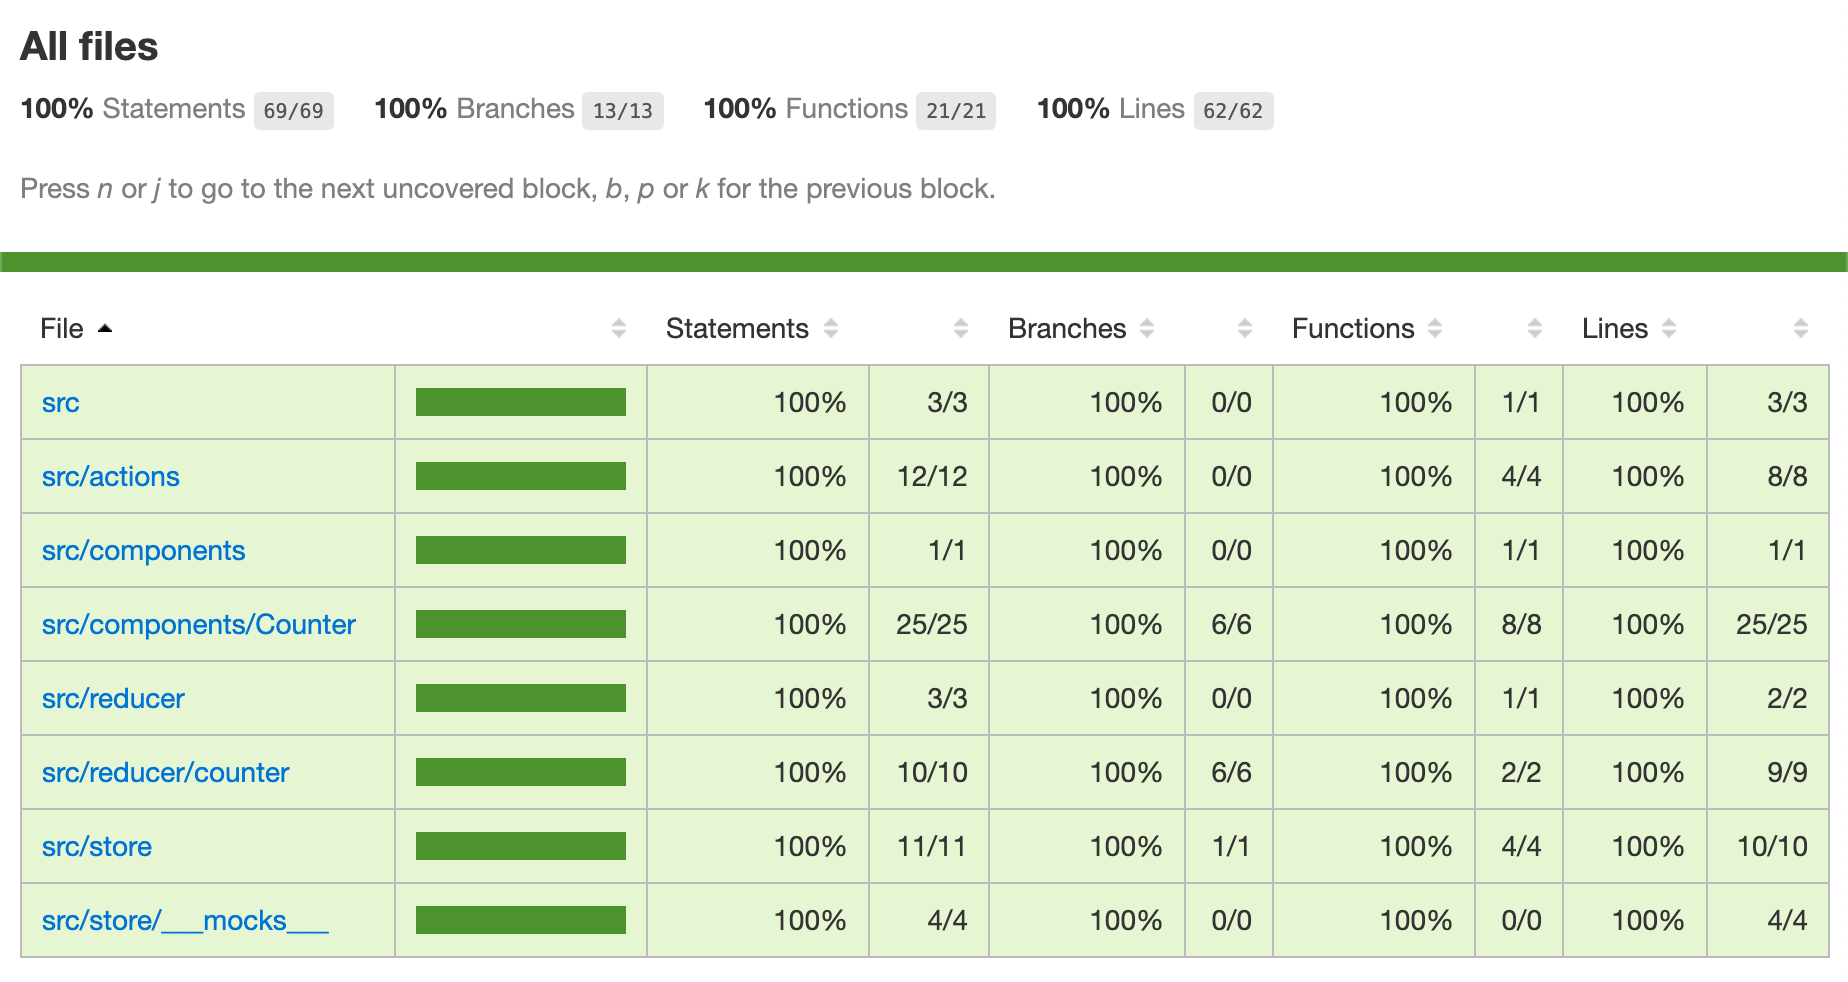 All files
100% Statements 69/69 100% Branches 13/13 100% Functions 21/21 100% Lines 62/62
Press n or j to go to the next uncovered block, b, p or k for the previous block.
File Statements Branches Functions Lines
src 100% 3/3 100% 0/0 100% 1/1 100% 3/3
src/actions 100% 12/12 100% 0/0 100% 4/4 100% 8/8
src/components 100% 1/1 100% 0/0 100% 1/1 100% 1/1
src/components/Counter 100% 25/25 100% 6/6 100% 8/8 100% 25/25
src/reducer 100% 3/3 100% 0/0 100% 1/1 100% 2/2
src/reducer/counter 100% 10/10 100% 6/6 100% 2/2 100% 9/9
src/store 100% 11/11 100% 1/1 100% 4/4 100% 10/10
src/store/___mocks___ 100% 4/4 100% 0/0 100% 0/0 100% 4/4